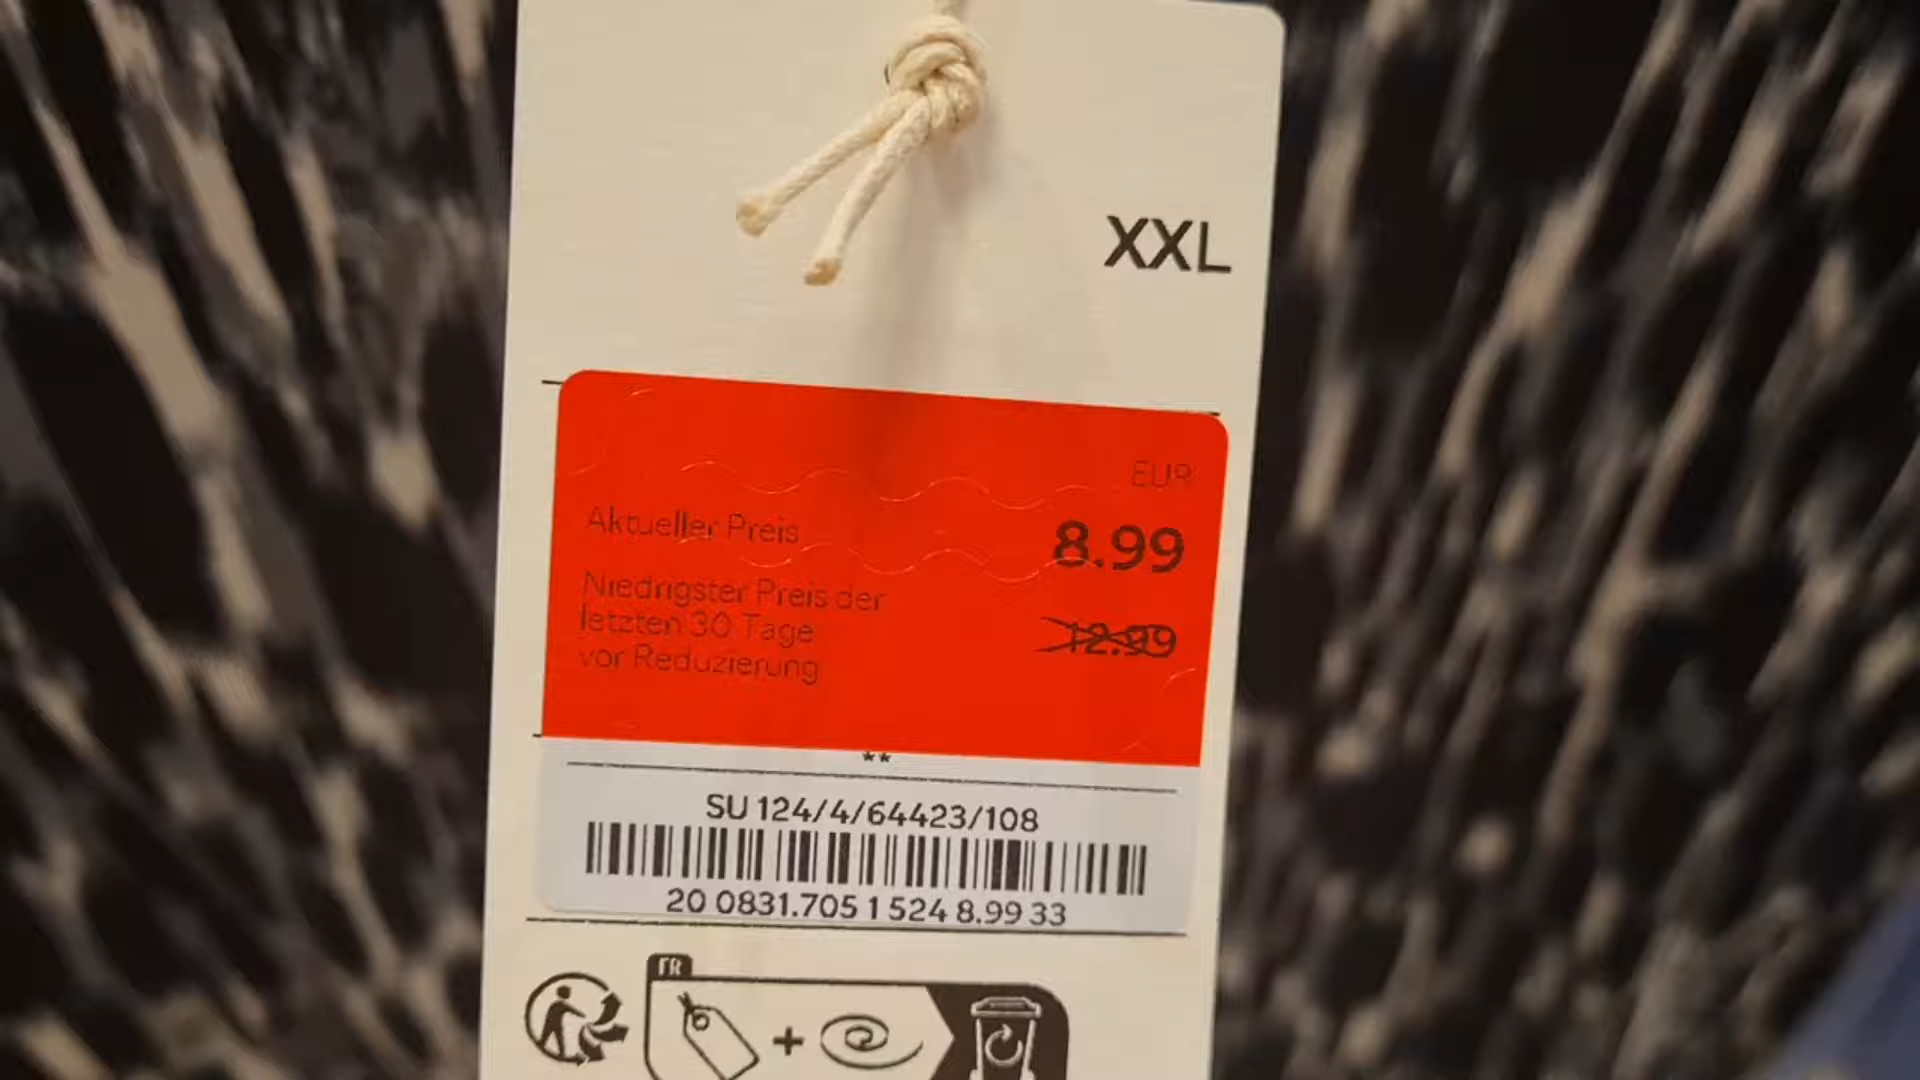 XXL
EUR
Aktueller Preis 8.99
Niedrigster Preis der
letzten 30 Tage 12.99
vor Reduzierung
**
SU 124/4/64423/108
20 0831.705 1 524 8.99 33
FR
+